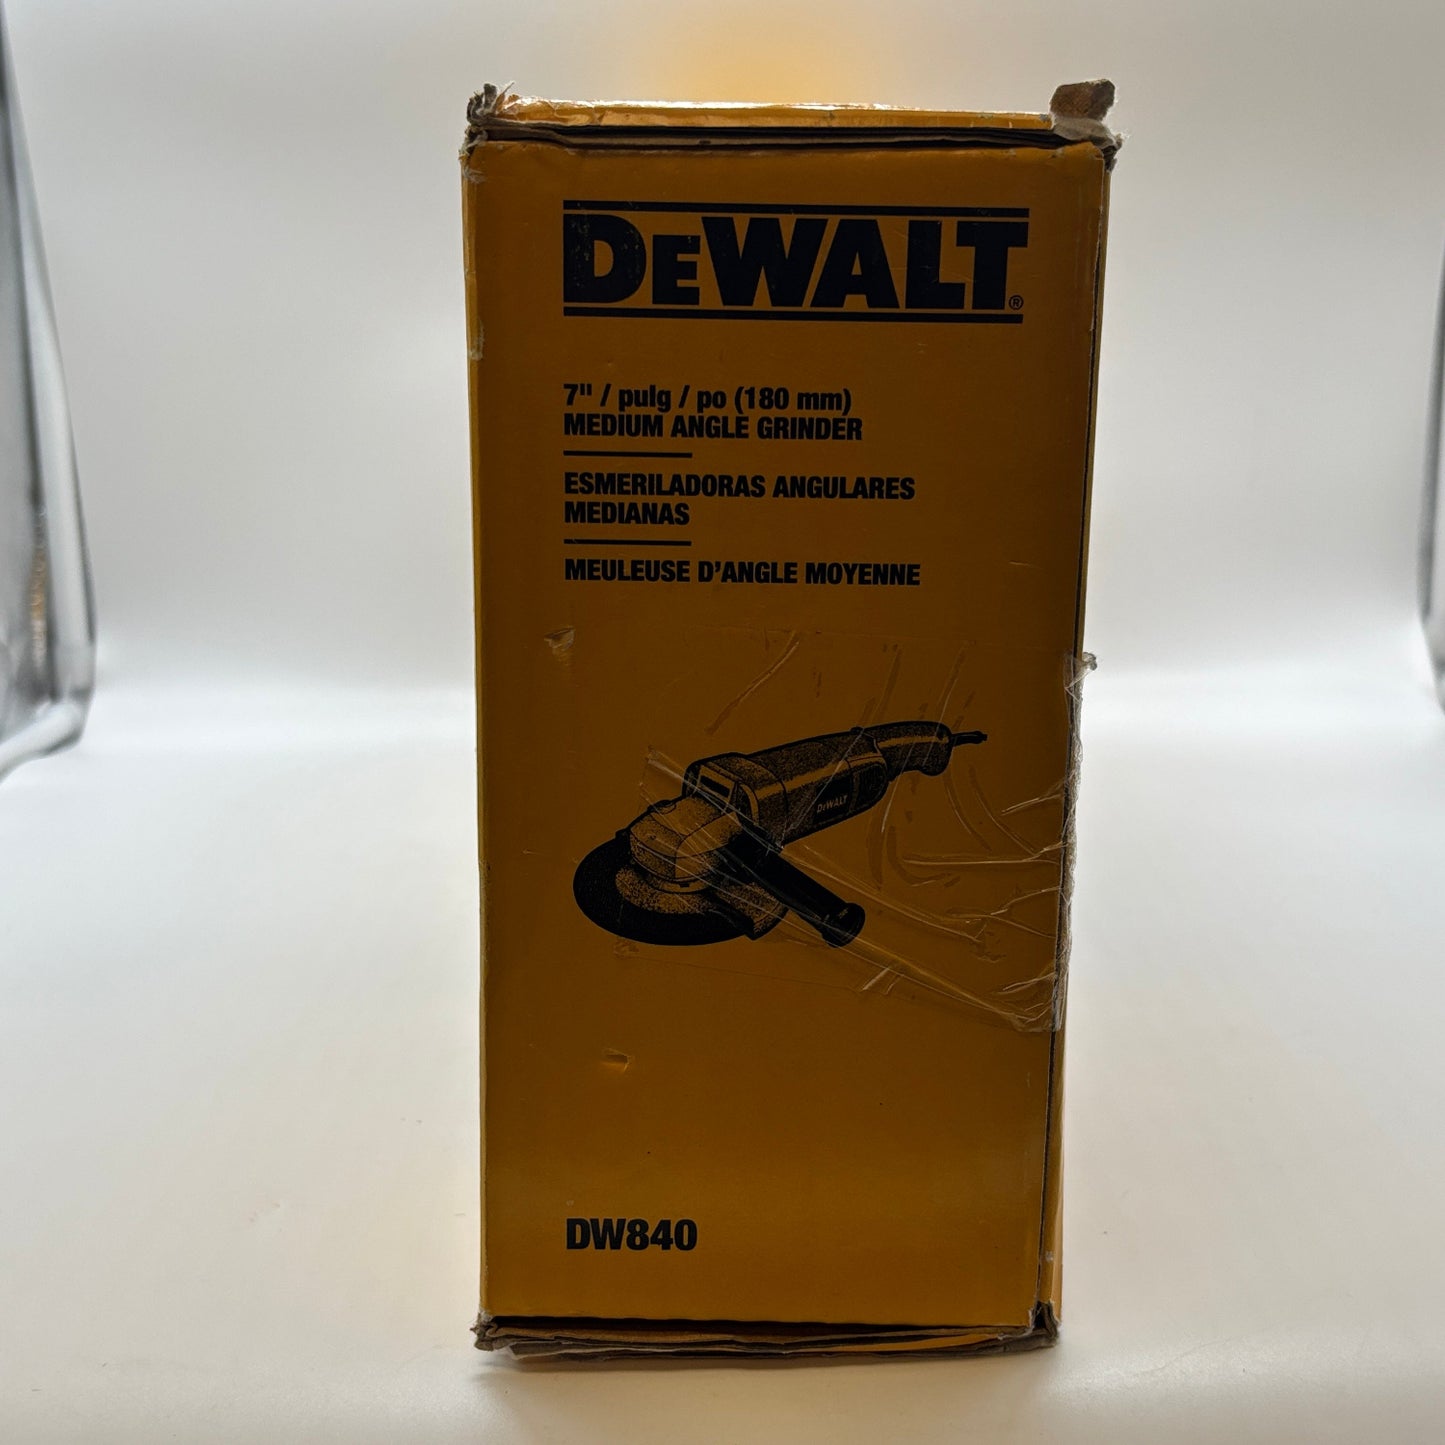 DEWALT®
7" / pulg / po (180 mm)
MEDIUM ANGLE GRINDER
ESMERILADORAS ANGULARES
MEDIANAS
MEULEUSE D'ANGLE MOYENNE
DEWALT
DW840